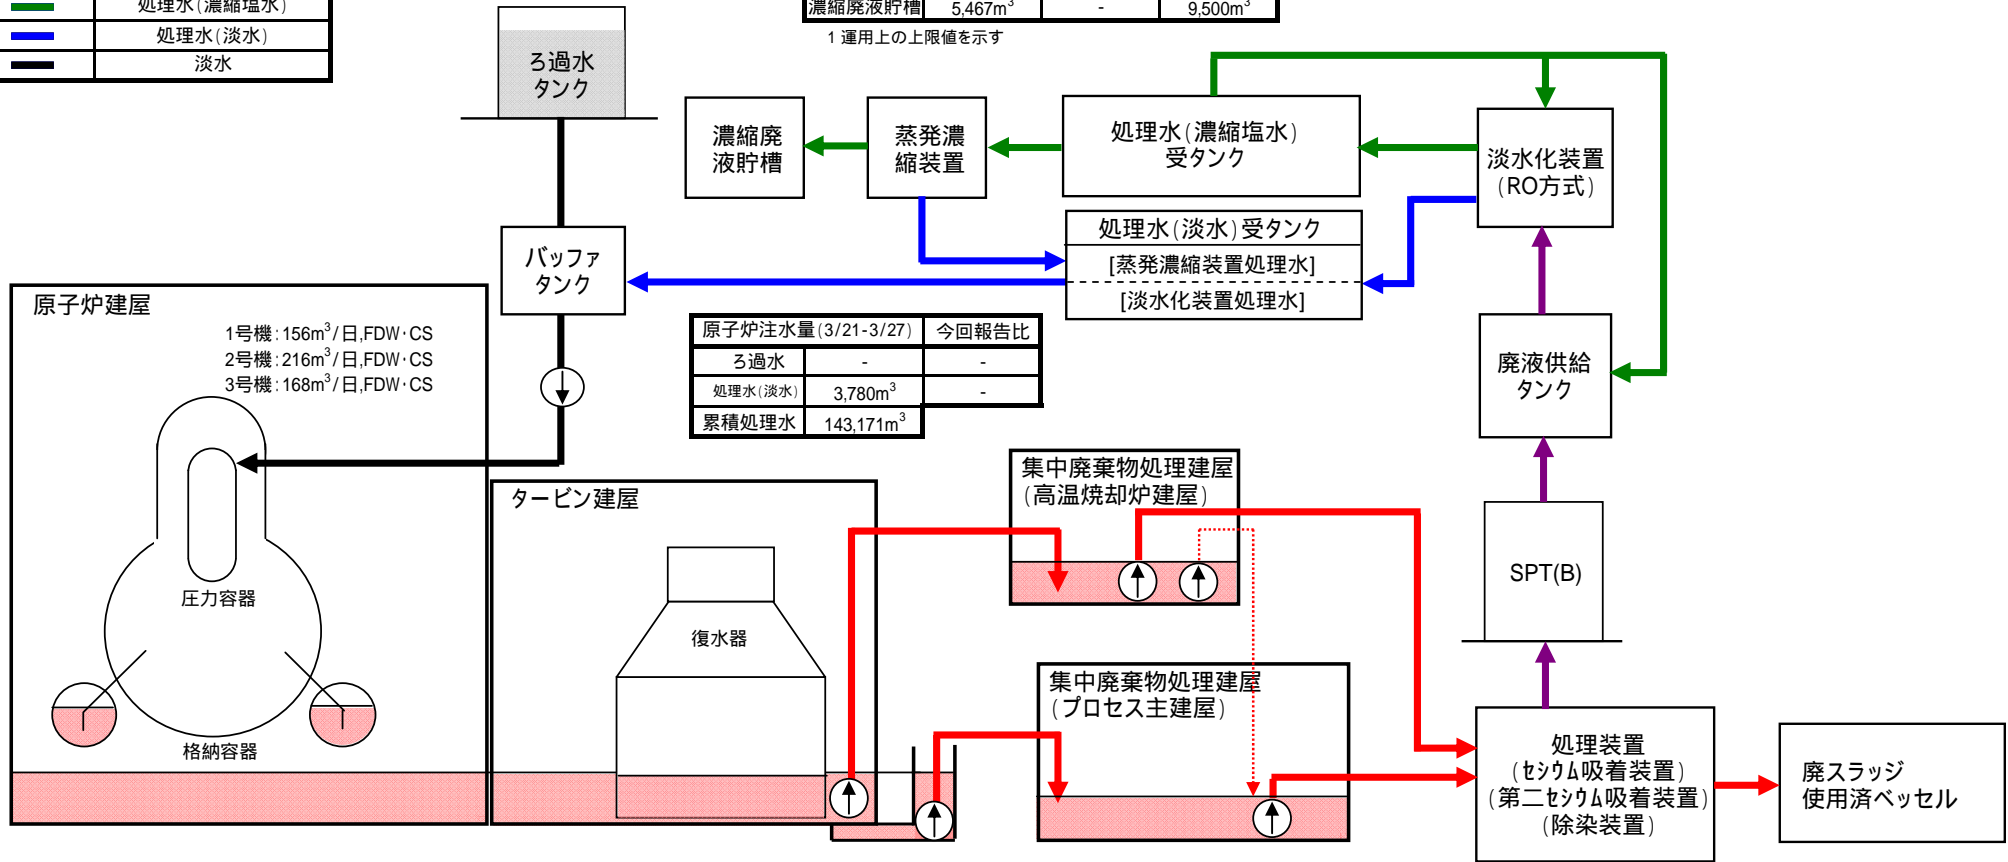 処理水(濃縮塩水)
処理水(淡水)
淡水
濃縮廃液貯槽 5,467m³ - 9,500m³
1 運用上の上限値を示す
ろ過水
タンク
濃縮廃
液貯槽
蒸発濃
縮装置
処理水(濃縮塩水)
受タンク
淡水化装置
(RO方式)
処理水(淡水)受タンク
[蒸発濃縮装置処理水]
[淡水化装置処理水]
バッファ
タンク
原子炉建屋
1号機:156m³/日,FDW・CS
2号機:216m³/日,FDW・CS
3号機:168m³/日,FDW・CS
原子炉注水量(3/21-3/27) 今回報告比
ろ過水 - -
処理水(淡水) 3,780m³ -
累積処理水 143,171m³
廃液供給
タンク
集中廃棄物処理建屋
(高温焼却炉建屋)
タービン建屋
SPT(B)
圧力容器
復水器
集中廃棄物処理建屋
(プロセス主建屋)
格納容器
処理装置
(セシウム吸着装置)
(第二セシウム吸着装置)
(除染装置)
廃スラッジ
使用済ベッセル